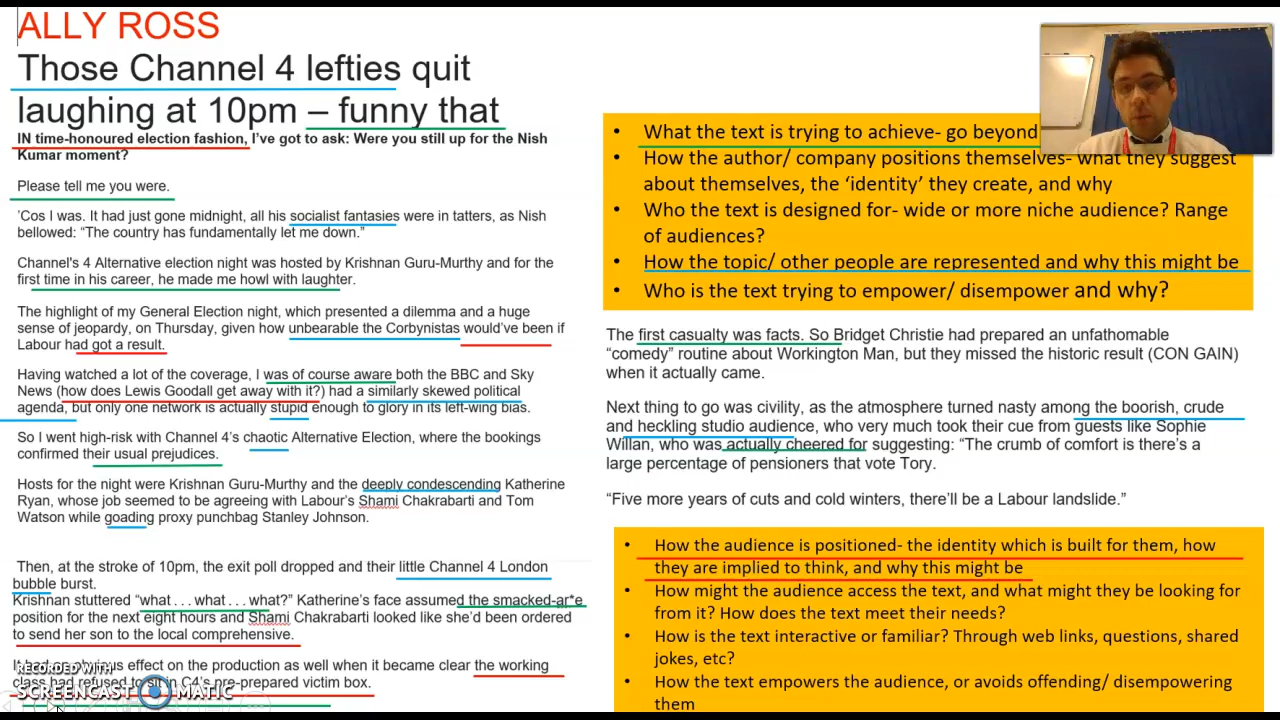 ALLY ROSS
Those Channel 4 lefties quit
laughing at 10pm – funny that
IN time-honoured election fashion, I've got to ask: Were you still up for the Nish
Kumar moment?
Please tell me you were.
'Cos I was. It had just gone midnight, all his socialist fantasies were in tatters, as Nish
bellowed: “The country has fundamentally let me down.”
Channel's 4 Alternative election night was hosted by Krishnan Guru-Murthy and for the
first time in his career, he made me howl with laughter.
The highlight of my General Election night, which presented a dilemma and a huge
sense of jeopardy, on Thursday, given how unbearable the Corbynistas would've been if
Labour had got a result.
Having watched a lot of the coverage, I was of course aware both the BBC and Sky
News (how does Lewis Goodall get away with it?) had a similarly skewed political
agenda, but only one network is actually stupid enough to glory in its left-wing bias.
So I went high-risk with Channel 4's chaotic Alternative Election, where the bookings
confirmed their usual prejudices.
Hosts for the night were Krishnan Guru-Murthy and the deeply condescending Katherine
Ryan, whose job seemed to be agreeing with Labour's Shami Chakrabarti and Tom
Watson while goading proxy punchbag Stanley Johnson.
Then, at the stroke of 10pm, the exit poll dropped and their little Channel 4 London
bubble burst.
Krishnan stuttered “what . . . what . . . what?” Katherine's face assumed the smacked-ar*e
position for the next eight hours and Shami Chakrabarti looked like she'd been ordered
to send her son to the local comprehensive.
effect on the production as well when it became clear the working
class had refused to sit in C4's pre-prepared victim box.
RECORDED WITH
SCREENCAST MATIC
• What the text is trying to achieve- go beyond
• How the author/ company positions themselves- what they suggest
about themselves, the ‘identity’ they create, and why
• Who the text is designed for- wide or more niche audience? Range
of audiences?
• How the topic/ other people are represented and why this might be
• Who is the text trying to empower/ disempower and why?
The first casualty was facts. So Bridget Christie had prepared an unfathomable
“comedy” routine about Workington Man, but they missed the historic result (CON GAIN)
when it actually came.
Next thing to go was civility, as the atmosphere turned nasty among the boorish, crude
and heckling studio audience, who very much took their cue from guests like Sophie
Willan, who was actually cheered for suggesting: “The crumb of comfort is there's a
large percentage of pensioners that vote Tory.
“Five more years of cuts and cold winters, there'll be a Labour landslide.”
• How the audience is positioned- the identity which is built for them, how
they are implied to think, and why this might be
• How might the audience access the text, and what might they be looking for
from it? How does the text meet their needs?
• How is the text interactive or familiar? Through web links, questions, shared
jokes, etc?
• How the text empowers the audience, or avoids offending/ disempowering
them